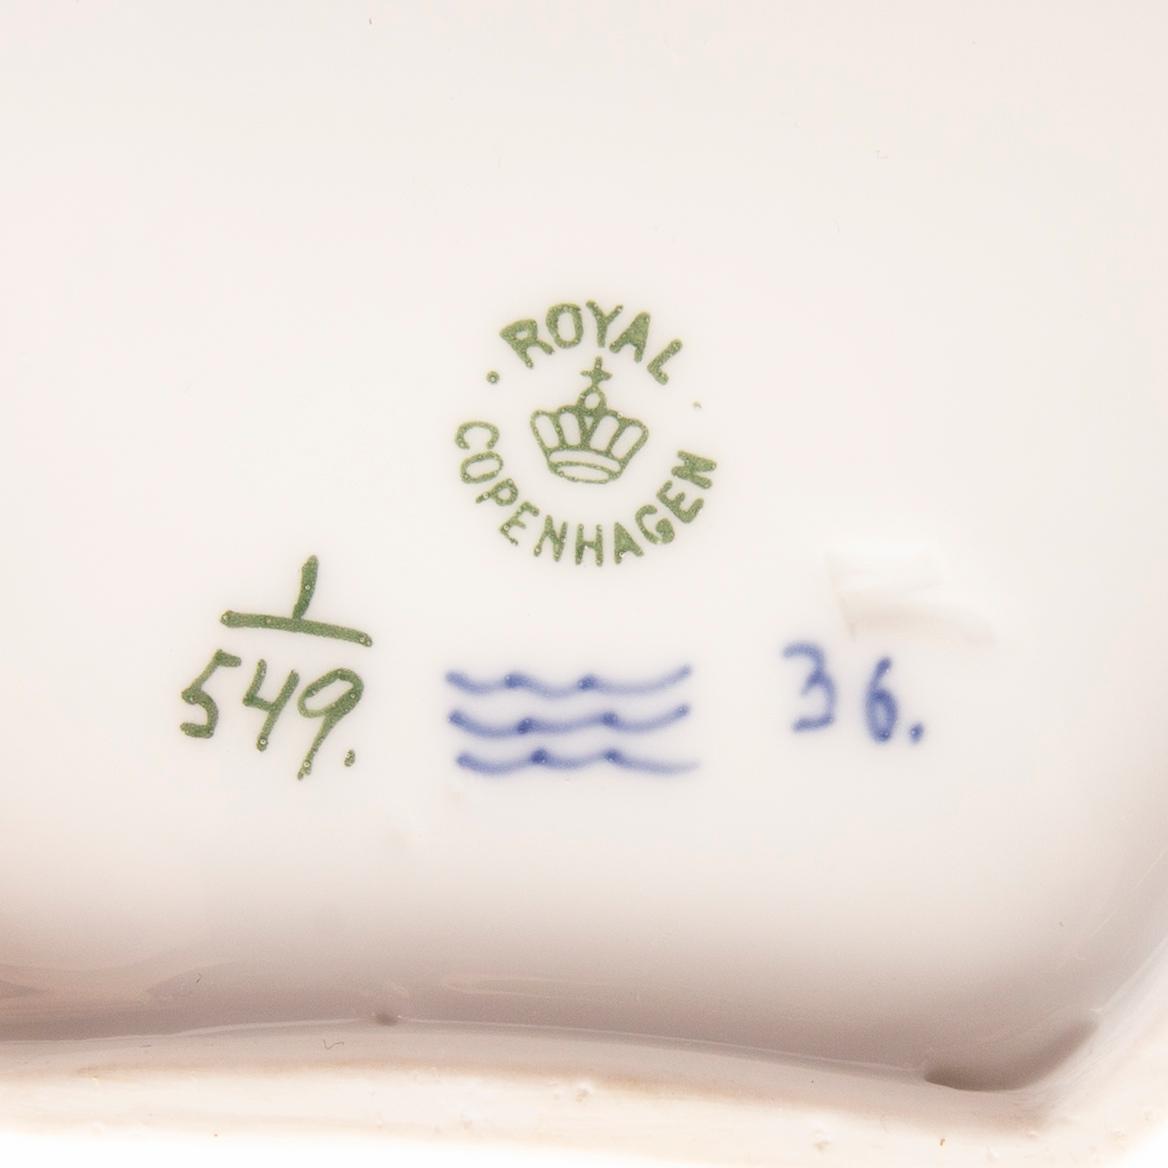 ROYAL
COPENHAGEN
1
549.
36.